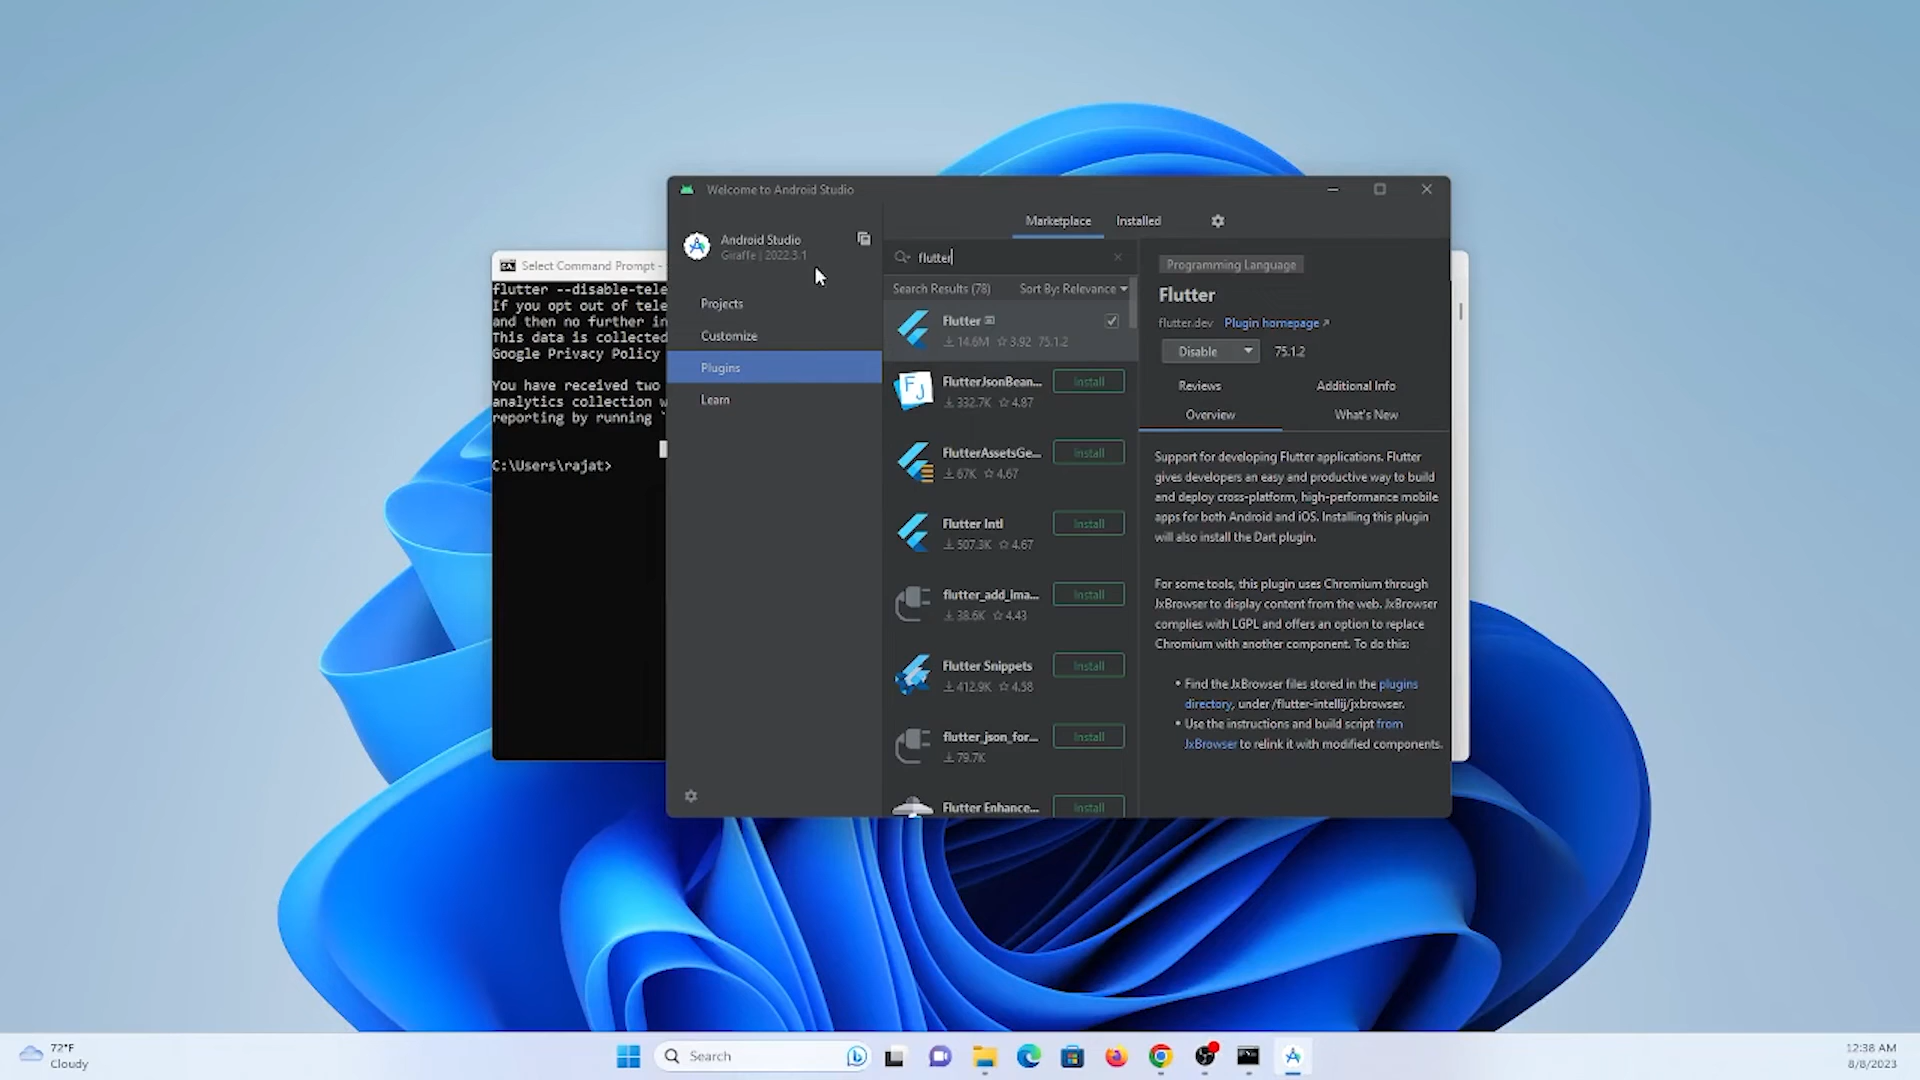 Welcome to Android Studio
Android Studio
Giraffe | 2022.3.1
Projects
Customize
Plugins
Learn
Marketplace
Installed
flutter
Search Results (78)
Sort By: Relevance
Flutter
14.6M
3.92
75.1.2
FlutterJsonBean...
332.7K
4.87
Install
FlutterAssetsGe...
67K
4.67
Install
Flutter Intl
507.3K
4.67
Install
flutter_add_ima...
38.6K
4.43
Install
Flutter Snippets
412.9K
4.58
Install
flutter_json_for...
79.7K
Install
Flutter Enhance...
Install
Programming Language
Flutter
flutter.dev
Plugin homepage
Disable
75.1.2
Reviews
Additional Info
Overview
What's New
Support for developing Flutter applications. Flutter
gives developers an easy and productive way to build
and deploy cross-platform, high-performance mobile
apps for both Android and iOS. Installing this plugin
will also install the Dart plugin.
For some tools, this plugin uses Chromium through
JxBrowser to display content from the web. JxBrowser
complies with LGPL and offers an option to replace
Chromium with another component. To do this:
• Find the JxBrowser files stored in the plugins
directory, under /flutter-intellij/jxbrowser.
• Use the instructions and build script from
JxBrowser to relink it with modified components.
Select Command Prompt -
flutter --disable-tele
If you opt out of tele
and then no further in
This data is collected
Google Privacy Policy
You have received two
analytics collection w
reporting by running `
C:\Users\rajat>
72°F
Cloudy
Search
12:38 AM
8/8/2023